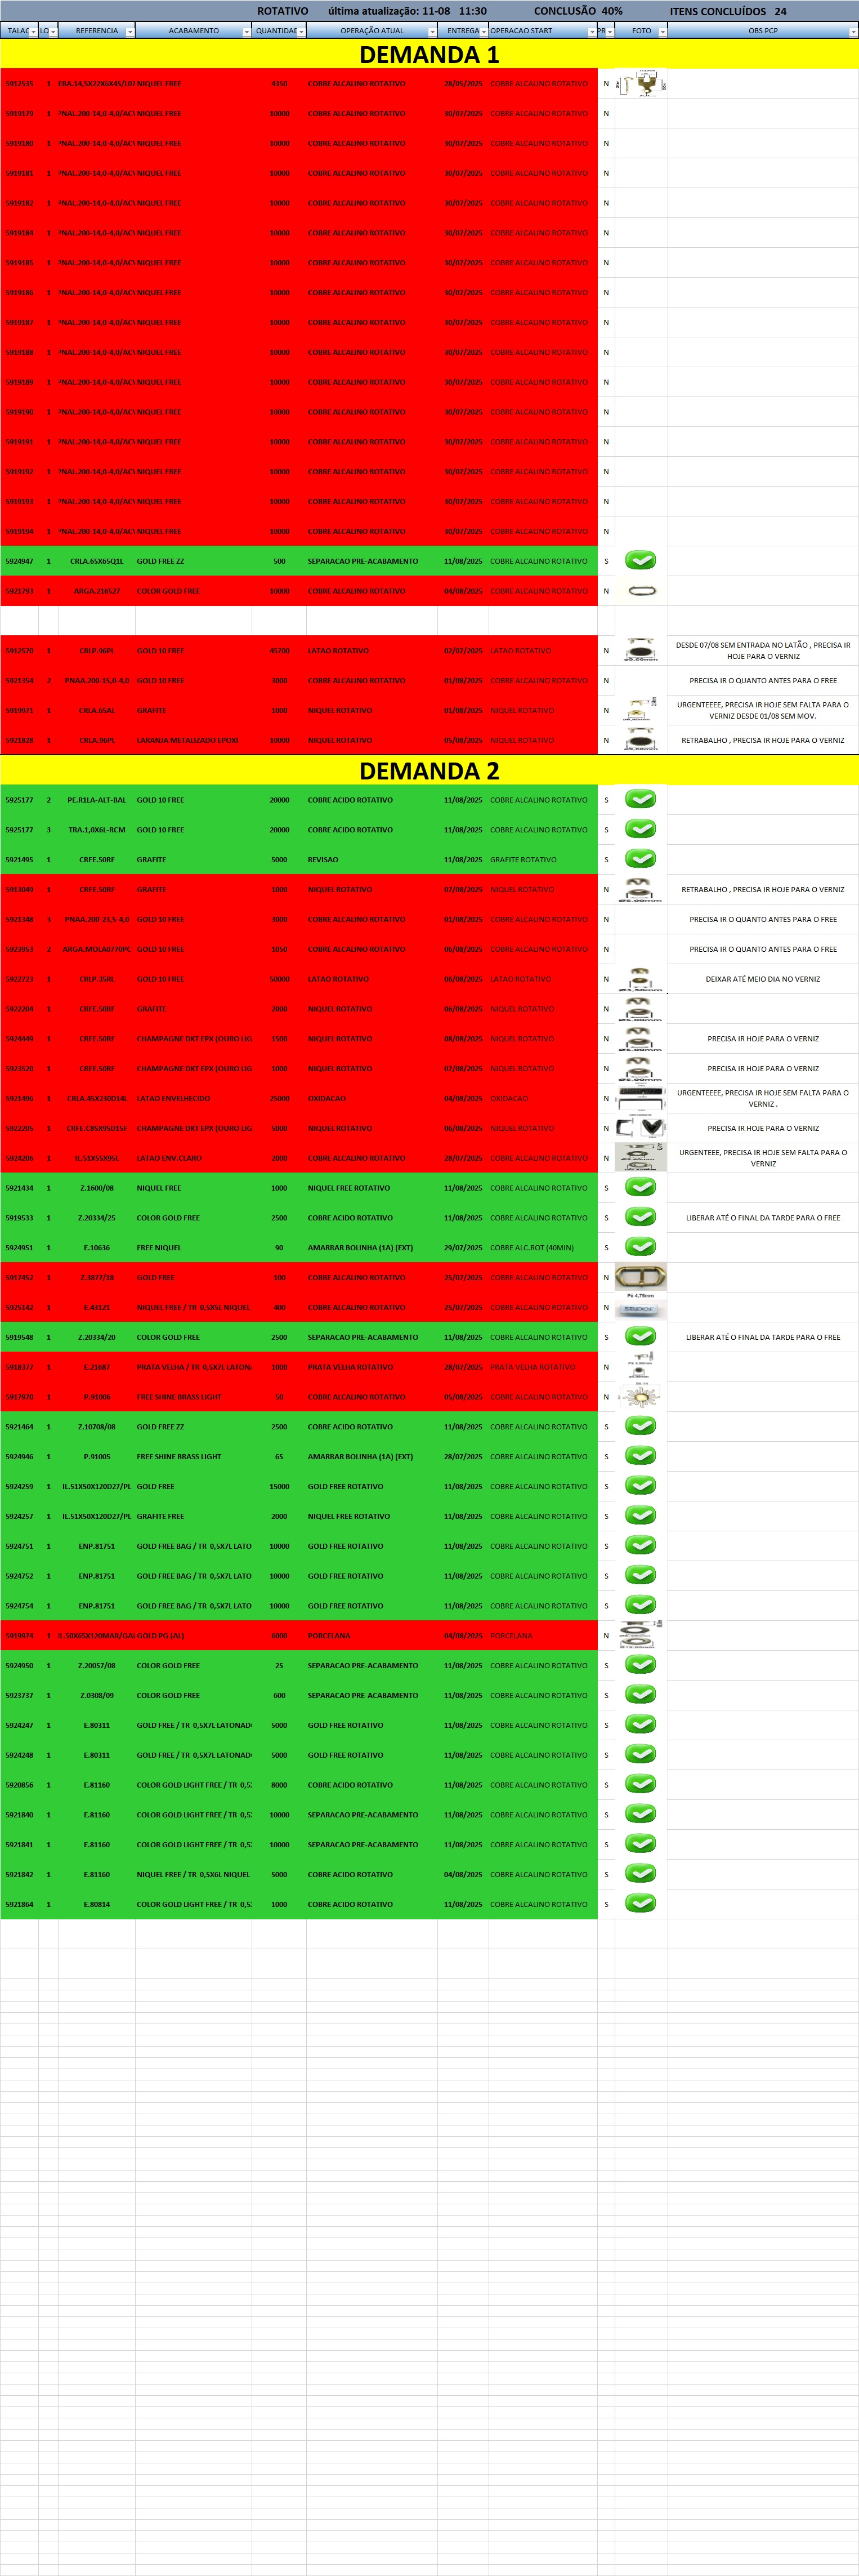 ROTATIVO última atualização: 11-08 11:30 CONCLUSÃO 40% ITENS CONCLUÍDOS 24
TALAC LO REFERENCIA ACABAMENTO QUANTIDAD OPERAÇÃO ATUAL ENTREGA OPERACAO START PR FOTO OBS PCP
DEMANDA 1
5912535 1 EBA.14,5X22X6X45/107 NIQUEL FREE 4350 COBRE ALCALINO ROTATIVO 28/05/2025 COBRE ALCALINO ROTATIVO N
5919179 1 PNAL.200-14,0-4,0/ACV NIQUEL FREE 10000 COBRE ALCALINO ROTATIVO 30/07/2025 COBRE ALCALINO ROTATIVO N
5919180 1 PNAL.200-14,0-4,0/ACV NIQUEL FREE 10000 COBRE ALCALINO ROTATIVO 30/07/2025 COBRE ALCALINO ROTATIVO N
5919181 1 PNAL.200-14,0-4,0/ACV NIQUEL FREE 10000 COBRE ALCALINO ROTATIVO 30/07/2025 COBRE ALCALINO ROTATIVO N
5919182 1 PNAL.200-14,0-4,0/ACV NIQUEL FREE 10000 COBRE ALCALINO ROTATIVO 30/07/2025 COBRE ALCALINO ROTATIVO N
5919184 1 PNAL.200-14,0-4,0/ACV NIQUEL FREE 10000 COBRE ALCALINO ROTATIVO 30/07/2025 COBRE ALCALINO ROTATIVO N
5919185 1 PNAL.200-14,0-4,0/ACV NIQUEL FREE 10000 COBRE ALCALINO ROTATIVO 30/07/2025 COBRE ALCALINO ROTATIVO N
5919186 1 PNAL.200-14,0-4,0/ACV NIQUEL FREE 10000 COBRE ALCALINO ROTATIVO 30/07/2025 COBRE ALCALINO ROTATIVO N
5919187 1 PNAL.200-14,0-4,0/ACV NIQUEL FREE 10000 COBRE ALCALINO ROTATIVO 30/07/2025 COBRE ALCALINO ROTATIVO N
5919188 1 PNAL.200-14,0-4,0/ACV NIQUEL FREE 10000 COBRE ALCALINO ROTATIVO 30/07/2025 COBRE ALCALINO ROTATIVO N
5919189 1 PNAL.200-14,0-4,0/ACV NIQUEL FREE 10000 COBRE ALCALINO ROTATIVO 30/07/2025 COBRE ALCALINO ROTATIVO N
5919190 1 PNAL.200-14,0-4,0/ACV NIQUEL FREE 10000 COBRE ALCALINO ROTATIVO 30/07/2025 COBRE ALCALINO ROTATIVO N
5919191 1 PNAL.200-14,0-4,0/ACV NIQUEL FREE 10000 COBRE ALCALINO ROTATIVO 30/07/2025 COBRE ALCALINO ROTATIVO N
5919192 1 PNAL.200-14,0-4,0/ACV NIQUEL FREE 10000 COBRE ALCALINO ROTATIVO 30/07/2025 COBRE ALCALINO ROTATIVO N
5919193 1 PNAL.200-14,0-4,0/ACV NIQUEL FREE 10000 COBRE ALCALINO ROTATIVO 30/07/2025 COBRE ALCALINO ROTATIVO N
5919194 1 PNAL.200-14,0-4,0/ACV NIQUEL FREE 10000 COBRE ALCALINO ROTATIVO 30/07/2025 COBRE ALCALINO ROTATIVO N
5924947 1 CRLA.65X65Q1L GOLD FREE ZZ 500 SEPARACAO PRE-ACABAMENTO 11/08/2025 COBRE ALCALINO ROTATIVO S
5921793 1 ARGA.216527 COLOR GOLD FREE 10000 COBRE ALCALINO ROTATIVO 04/08/2025 COBRE ALCALINO ROTATIVO N
5912570 1 CRLP.96PL GOLD 10 FREE 45700 LATAO ROTATIVO 02/07/2025 LATAO ROTATIVO N DESDE 07/08 SEM ENTRADA NO LATÃO , PRECISA IR
HOJE PARA O VERNIZ
5921354 2 PNAA.200-15,0-4,0 GOLD 10 FREE 3000 COBRE ALCALINO ROTATIVO 01/08/2025 COBRE ALCALINO ROTATIVO N PRECISA IR O QUANTO ANTES PARA O FREE
5919971 1 CRLA.65AL GRAFITE 1000 NIQUEL ROTATIVO 01/08/2025 NIQUEL ROTATIVO N URGENTEEEE, PRECISA IR HOJE SEM FALTA PARA O
VERNIZ DESDE 01/08 SEM MOV.
5921828 1 CRLA.96PL LARANJA METALIZADO EPOXI 10000 NIQUEL ROTATIVO 05/08/2025 NIQUEL ROTATIVO N RETRABALHO , PRECISA IR HOJE PARA O VERNIZ
DEMANDA 2
5925177 2 PE.R1LA-ALT-BAL GOLD 10 FREE 20000 COBRE ACIDO ROTATIVO 11/08/2025 COBRE ALCALINO ROTATIVO S
5925177 3 TRA.1,0X6L-RCM GOLD 10 FREE 20000 COBRE ACIDO ROTATIVO 11/08/2025 COBRE ALCALINO ROTATIVO S
5921495 1 CRFE.50RF GRAFITE 5000 REVISAO 11/08/2025 GRAFITE ROTATIVO S
5913049 1 CRFE.50RF GRAFITE 1000 NIQUEL ROTATIVO 07/08/2025 NIQUEL ROTATIVO N RETRABALHO , PRECISA IR HOJE PARA O VERNIZ
5921348 3 PNAA.200-23,5-4,0 GOLD 10 FREE 3000 COBRE ALCALINO ROTATIVO 01/08/2025 COBRE ALCALINO ROTATIVO N PRECISA IR O QUANTO ANTES PARA O FREE
5923953 2 ARGA.MOLA0770PC GOLD 10 FREE 1050 COBRE ALCALINO ROTATIVO 06/08/2025 COBRE ALCALINO ROTATIVO N PRECISA IR O QUANTO ANTES PARA O FREE
5922723 1 CRLP.35RL GOLD 10 FREE 50000 LATAO ROTATIVO 06/08/2025 LATAO ROTATIVO N DEIXAR ATÉ MEIO DIA NO VERNIZ
5922204 1 CRFE.50RF GRAFITE 2000 NIQUEL ROTATIVO 06/08/2025 NIQUEL ROTATIVO N
5924449 1 CRFE.50RF CHAMPAGNE DKT EPX (OURO LIG 1500 NIQUEL ROTATIVO 08/08/2025 NIQUEL ROTATIVO N PRECISA IR HOJE PARA O VERNIZ
5923520 1 CRFE.50RF CHAMPAGNE DKT EPX (OURO LIG 1000 NIQUEL ROTATIVO 07/08/2025 NIQUEL ROTATIVO N PRECISA IR HOJE PARA O VERNIZ
5921496 1 CRLA.45X230D14L LATAO ENVELHECIDO 25000 OXIDACAO 04/08/2025 OXIDACAO N URGENTEEEE, PRECISA IR HOJE SEM FALTA PARA O
VERNIZ .
5922205 1 CRFE.C85X95D15F CHAMPAGNE DKT EPX (OURO LIG 5000 NIQUEL ROTATIVO 06/08/2025 NIQUEL ROTATIVO N PRECISA IR HOJE PARA O VERNIZ
5924206 1 IL.51X55X95L LATAO ENV.CLARO 2000 COBRE ALCALINO ROTATIVO 28/07/2025 COBRE ALCALINO ROTATIVO N URGENTEEE, PRECISA IR HOJE SEM FALTA PARA O
VERNIZ
5921434 1 Z.1600/08 NIQUEL FREE 1000 NIQUEL FREE ROTATIVO 11/08/2025 COBRE ALCALINO ROTATIVO S
5919533 1 Z.20334/25 COLOR GOLD FREE 2500 COBRE ACIDO ROTATIVO 11/08/2025 COBRE ALCALINO ROTATIVO S LIBERAR ATÉ O FINAL DA TARDE PARA O FREE
5924951 1 E.10636 FREE NIQUEL 90 AMARRAR BOLINHA (1A) (EXT) 29/07/2025 COBRE ALC.ROT (40MIN) S
5917452 1 Z.3877/18 GOLD FREE 100 COBRE ALCALINO ROTATIVO 25/07/2025 COBRE ALCALINO ROTATIVO N
5925142 1 E.43121 NIQUEL FREE / TR 0,5X5L NIQUEL 400 COBRE ALCALINO ROTATIVO 25/07/2025 COBRE ALCALINO ROTATIVO N Pé 4,75mm
5919548 1 Z.20334/20 COLOR GOLD FREE 2500 SEPARACAO PRE-ACABAMENTO 11/08/2025 COBRE ALCALINO ROTATIVO S LIBERAR ATÉ O FINAL DA TARDE PARA O FREE
5918377 1 E.21687 PRATA VELHA / TR 0,5X7L LATON 1000 PRATA VELHA ROTATIVO 28/07/2025 PRATA VELHA ROTATIVO N
5917970 1 P.91006 FREE SHINE BRASS LIGHT 50 COBRE ALCALINO ROTATIVO 05/08/2025 COBRE ALCALINO ROTATIVO N
5921464 1 Z.10708/08 GOLD FREE ZZ 2500 COBRE ACIDO ROTATIVO 11/08/2025 COBRE ALCALINO ROTATIVO S
5924946 1 P.91005 FREE SHINE BRASS LIGHT 65 AMARRAR BOLINHA (1A) (EXT) 28/07/2025 COBRE ALCALINO ROTATIVO S
5924259 1 IL.51X50X120D27/PL GOLD FREE 15000 GOLD FREE ROTATIVO 11/08/2025 COBRE ALCALINO ROTATIVO S
5924257 1 IL.51X50X120D27/PL GRAFITE FREE 2000 NIQUEL FREE ROTATIVO 11/08/2025 COBRE ALCALINO ROTATIVO S
5924751 1 ENP.81751 GOLD FREE BAG / TR 0,5X7L LATO 10000 GOLD FREE ROTATIVO 11/08/2025 COBRE ALCALINO ROTATIVO S
5924752 1 ENP.81751 GOLD FREE BAG / TR 0,5X7L LATO 10000 GOLD FREE ROTATIVO 11/08/2025 COBRE ALCALINO ROTATIVO S
5924754 1 ENP.81751 GOLD FREE BAG / TR 0,5X7L LATO 10000 GOLD FREE ROTATIVO 11/08/2025 COBRE ALCALINO ROTATIVO S
5919974 1 IL.50X65X120MAR/GAL GOLD PG (AL) 6000 PORCELANA 04/08/2025 PORCELANA N
5924950 1 Z.20057/08 COLOR GOLD FREE 25 SEPARACAO PRE-ACABAMENTO 11/08/2025 COBRE ALCALINO ROTATIVO S
5923737 1 Z.0308/09 COLOR GOLD FREE 600 SEPARACAO PRE-ACABAMENTO 11/08/2025 COBRE ALCALINO ROTATIVO S
5924247 1 E.80311 GOLD FREE / TR 0,5X7L LATONAD 5000 GOLD FREE ROTATIVO 11/08/2025 COBRE ALCALINO ROTATIVO S
5924248 1 E.80311 GOLD FREE / TR 0,5X7L LATONAD 5000 GOLD FREE ROTATIVO 11/08/2025 COBRE ALCALINO ROTATIVO S
5920856 1 E.81160 COLOR GOLD LIGHT FREE / TR 0,5 8000 COBRE ACIDO ROTATIVO 11/08/2025 COBRE ALCALINO ROTATIVO S
5921840 1 E.81160 COLOR GOLD LIGHT FREE / TR 0,5 10000 SEPARACAO PRE-ACABAMENTO 11/08/2025 COBRE ALCALINO ROTATIVO S
5921841 1 E.81160 COLOR GOLD LIGHT FREE / TR 0,5 10000 SEPARACAO PRE-ACABAMENTO 11/08/2025 COBRE ALCALINO ROTATIVO S
5921842 1 E.81160 NIQUEL FREE / TR 0,5X6L NIQUEL 5000 COBRE ACIDO ROTATIVO 04/08/2025 COBRE ALCALINO ROTATIVO S
5921864 1 E.80814 COLOR GOLD LIGHT FREE / TR 0,5 1000 COBRE ACIDO ROTATIVO 11/08/2025 COBRE ALCALINO ROTATIVO S